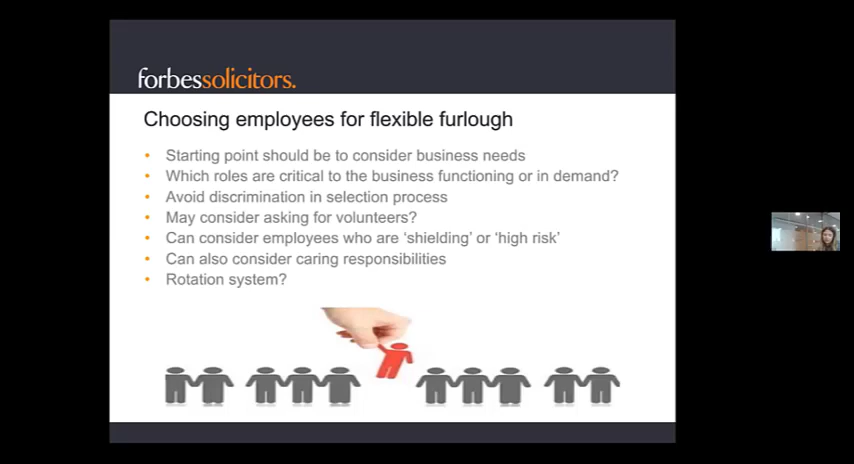 forbessolicitors.
Choosing employees for flexible furlough
• Starting point should be to consider business needs
• Which roles are critical to the business functioning or in demand?
• Avoid discrimination in selection process
• May consider asking for volunteers?
• Can consider employees who are ‘shielding’ or ‘high risk’
• Can also consider caring responsibilities
• Rotation system?